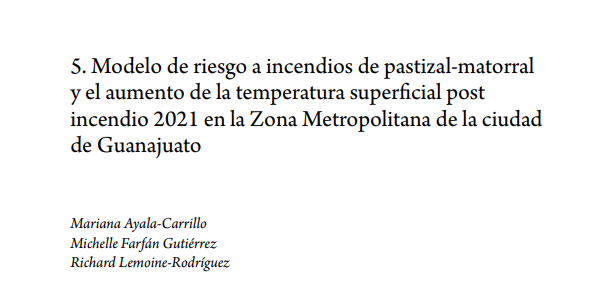 5. Modelo de riesgo a incendios de pastizal-matorral
y el aumento de la temperatura superficial post
incendio 2021 en la Zona Metropolitana de la ciudad
de Guanajuato
Mariana Ayala-Carrillo
Michelle Farfán Gutiérrez
Richard Lemoine-Rodríguez